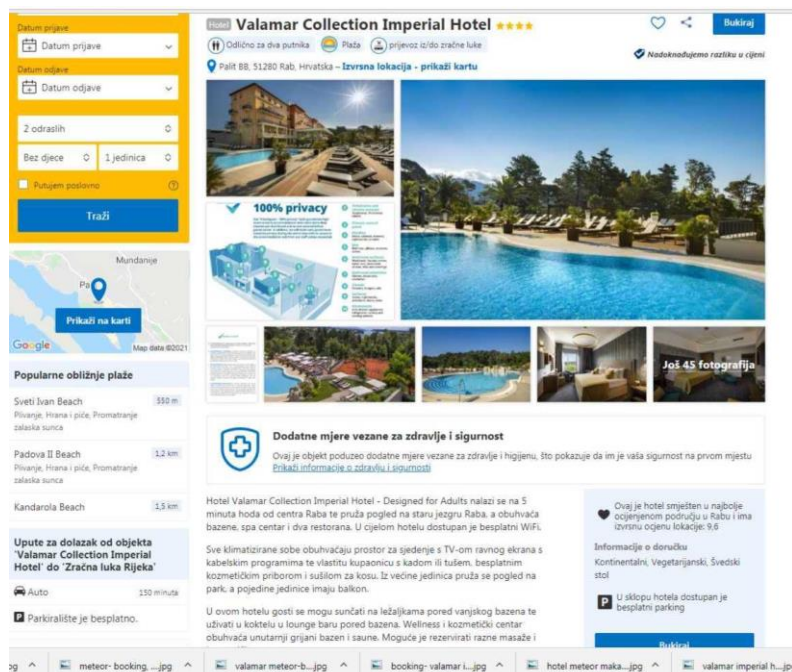 Datum prijave
Datum prijave
Datum odjave
Datum odjave
2 odraslih
Bez djece
1 jedinica
Putujem poslovno
Traži
Mundanije
Pa
Prikaži na karti
Google
Map data ©2021
Popularne obližnje plaže
Sveti Ivan Beach
550 m
Plivanje, Hrana i piće, Promatranje
zalaska sunca
Padova II Beach
1,2 km
Plivanje, Hrana i piće, Promatranje
zalaska sunca
Kandarola Beach
1,5 km
Upute za dolazak od objekta
'Valamar Collection Imperial
Hotel' do 'Zračna luka Rijeka'
Auto
150 minuta
P Parkiralište je besplatno.
Hotel Valamar Collection Imperial Hotel
Bukiraj
Odlično za dva putnika
Plaža
prijevoz iz/do zračne luke
Nadoknađujemo razliku u cijeni
Palit BB, 51280 Rab, Hrvatska – Izvrsna lokacija - prikaži kartu
100% privacy
Još 45 fotografija
Dodatne mjere vezane za zdravlje i sigurnost
Ovaj je objekt poduzeo dodatne mjere vezane za zdravlje i higijenu, što pokazuje da im je vaša sigurnost na prvom mjestu
Prikaži informacije o zdravlju i sigurnosti
Hotel Valamar Collection Imperial Hotel - Designed for Adults nalazi se na 5
minuta hoda od centra Raba te pruža pogled na staru jezgru Raba, a obuhvaća
bazene, spa centar i dva restorana. U cijelom hotelu dostupan je besplatni WiFi.
Sve klimatizirane sobe obuhvaćaju prostor za sjedenje s TV-om ravnog ekrana s
kabelskim programima te vlastitu kupaonicu s kadom ili tušem, besplatnim
kozmetičkim priborom i sušilom za kosu. Iz većine jedinica pruža se pogled na
park, a pojedine jedinice imaju balkon.
U ovom hotelu gosti se mogu sunčati na ležaljkama pored vanjskog bazena te
uživati u koktelu u lounge baru pored bazena. Wellness i kozmetički centar
obuhvaća unutarnji grijani bazen i saune. Moguće je rezervirati razne masaže i
Ovaj je hotel smješten u najbolje
ocijenjenom području u Rabu i ima
izvrsnu ocjenu lokacije: 9,6
Informacije o doručku
Kontinentalni, Vegetarijanski, Švedski
stol
P U sklopu hotela dostupan je
besplatni parking
Bukiraj
pg
meteor- booking, ....jpg
valamar meteor-b....jpg
booking- valamar i....jpg
hotel meteor maka....jpg
valamar imperial h....jpg